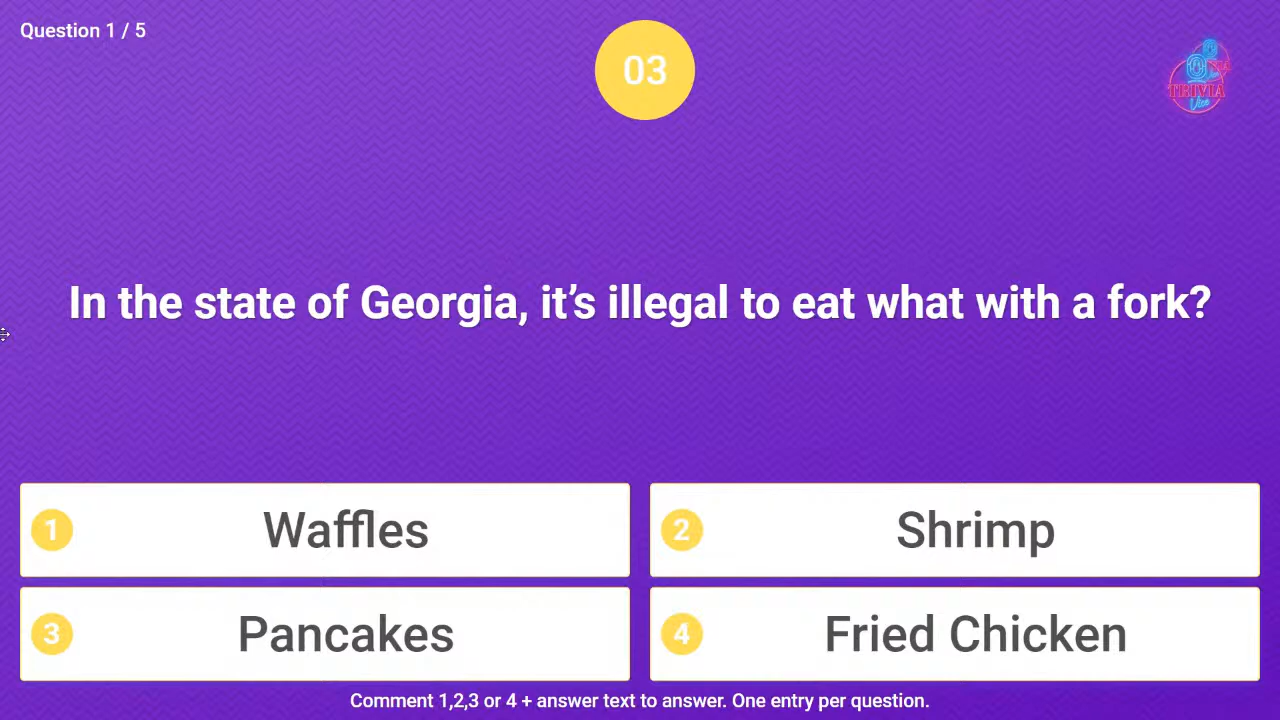 Question 1 / 5
03
TRIVIA
Vice
In the state of Georgia, it’s illegal to eat what with a fork?
1 Waffles
2 Shrimp
3 Pancakes
4 Fried Chicken
Comment 1,2,3 or 4 + answer text to answer. One entry per question.